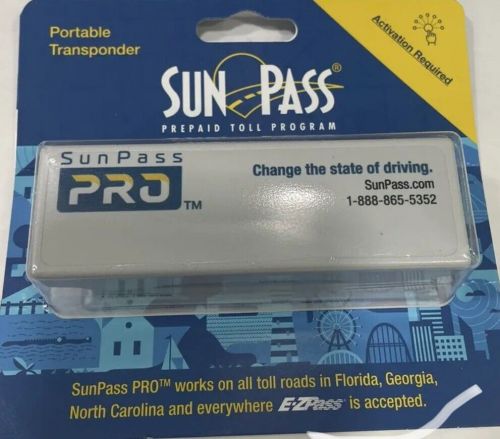 Portable
Transponder
Activation Required
SUN PASS®
PREPAID TOLL PROGRAM
SunPass
PRO™
Change the state of driving.
SunPass.com
1-888-865-5352
SunPass PRO™ works on all toll roads in Florida, Georgia,
North Carolina and everywhere E-ZPass® is accepted.